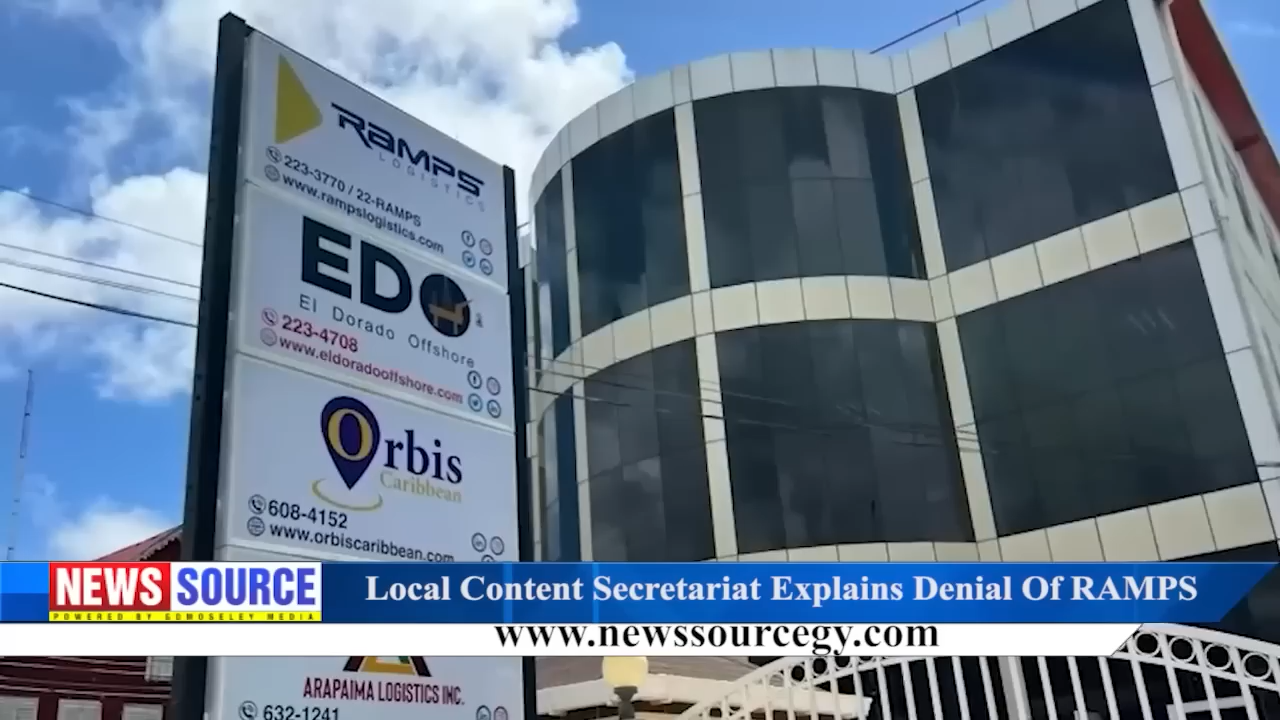 RAMPS
LOGISTICS
223-3770 / 22-RAMPS
www.rampslogistics.com
EDO
El Dorado Offshore
223-4708
www.eldoradooffshore.com
Orbis
Caribbean
608-4152
www.orbiscaribbean.com
NEWS SOURCE
POWERED BY GDMOSELEY MEDIA
Local Content Secretariat Explains Denial Of RAMPS
www.newssourcegy.com
ARAPAIMA LOGISTICS INC.
632-1241